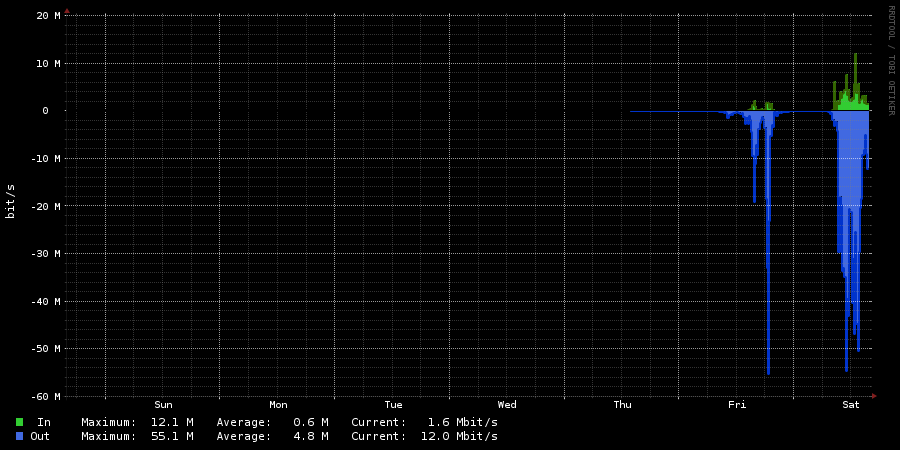 RRDTOOL / TOBI OETIKER
bit/s
20 M
10 M
0
-10 M
-20 M
-30 M
-40 M
-50 M
-60 M
Sun Mon Tue Wed Thu Fri Sat
In Maximum: 12.1 M Average: 0.6 M Current: 1.6 Mbit/s
Out Maximum: 55.1 M Average: 4.8 M Current: 12.0 Mbit/s